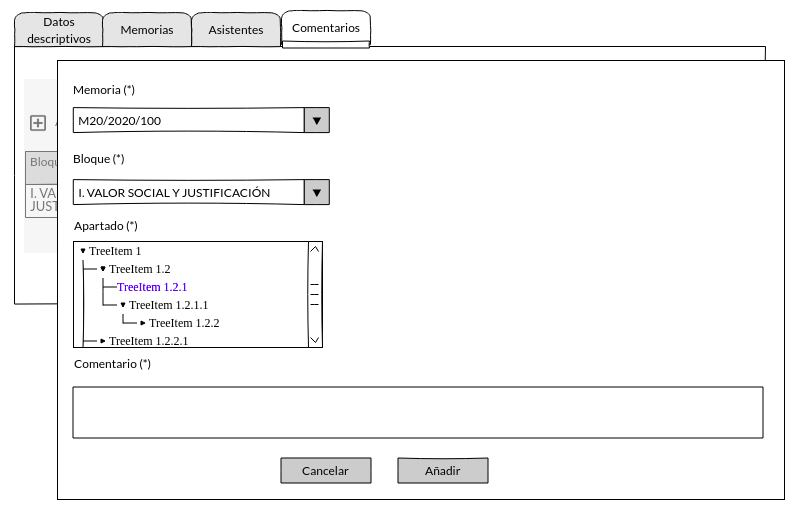 Datos
descriptivos
Memorias
Asistentes
Comentarios
Memoria (*)
M20/2020/100
Bloque (*)
I. VALOR SOCIAL Y JUSTIFICACIÓN
Apartado (*)
TreeItem 1
TreeItem 1.2
TreeItem 1.2.1
TreeItem 1.2.1.1
TreeItem 1.2.2
TreeItem 1.2.2.1
Comentario (*)
Cancelar
Añadir
Bloqu
I. VA
JUST